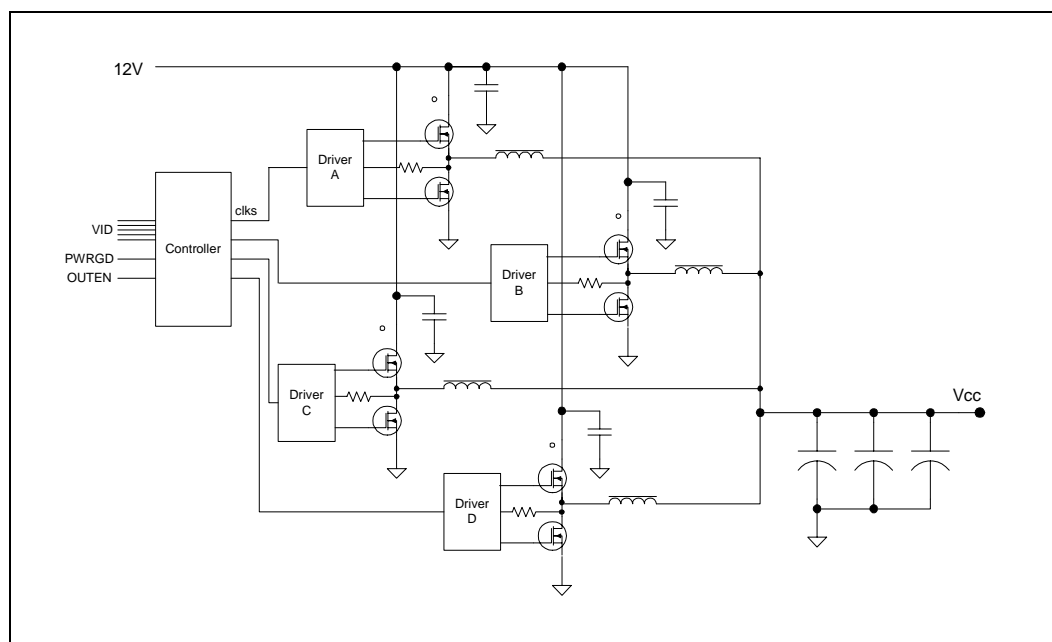 12V
Driver
A
clks
VID
Controller
PWRGD
OUTEN
Driver
B
Driver
C
Vcc
Driver
D